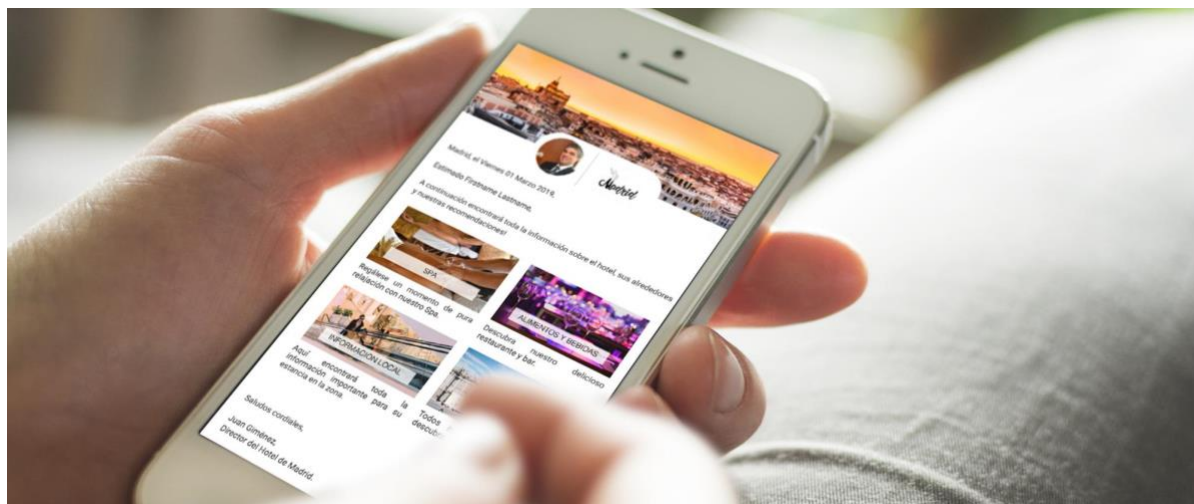 Madrid
Madrid, el Viernes 01 Marzo 2019,
Estimado Firstname Lastname,
A continuación encontrará toda la información sobre el hotel, sus alrededores
y nuestras recomendaciones!
SPA
Regálese un momento de pura
relajación con nuestro Spa.
ALIMENTOS Y BEBIDAS
Descubra nuestro delicioso
restaurante y bar.
INFORMACION LOCAL
Aquí encontrará toda la
información importante para su
estancia en la zona.
Todos
Saludos cordiales,
Juan Giménez,
Director del Hotel de Madrid.